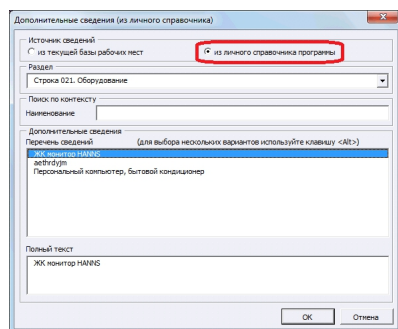 Дополнительные сведения (из личного справочника)
Источник сведений
из текущей базы рабочих мест
из личного справочника программы
Раздел
Строка 021. Оборудование
Поиск по контексту
Наименование
Дополнительные сведения
Перечень сведений (для выбора нескольких вариантов используйте клавишу <Alt>)
ЖК монитор HANNS
aethrdyjm
Персональный компьютер, бытовой кондиционер
Полный текст
ЖК монитор HANNS
OK Отмена